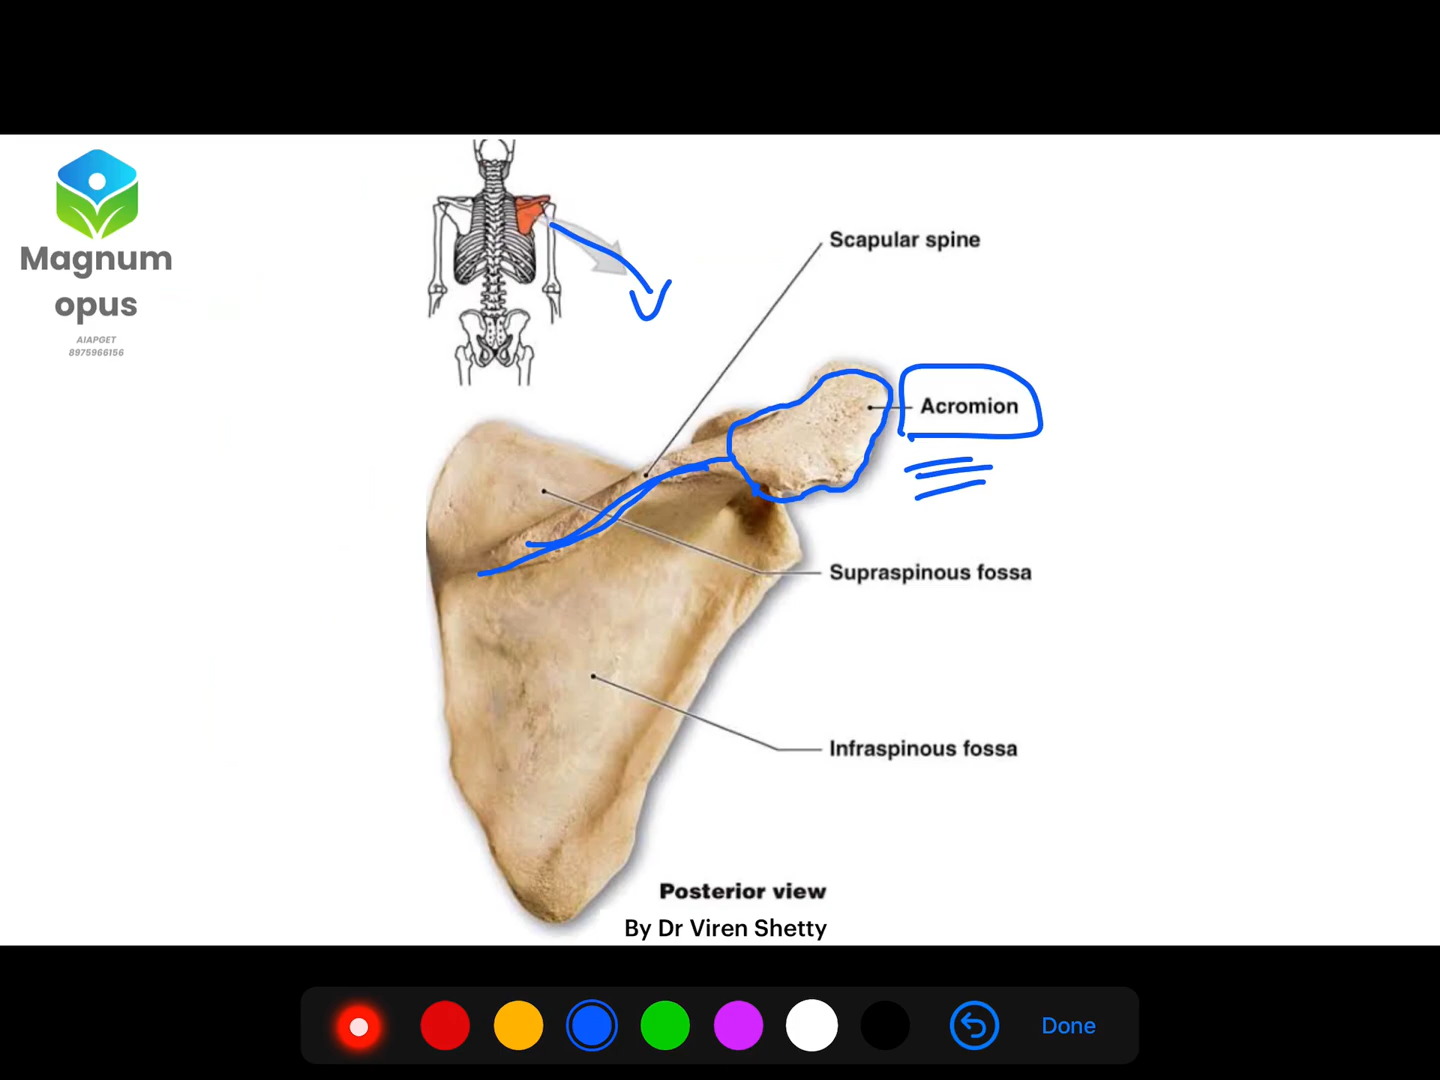 Magnum
opus
AIAPGET
8975966156
Scapular spine
Acromion
Supraspinous fossa
Infraspinous fossa
Posterior view
By Dr Viren Shetty
Done